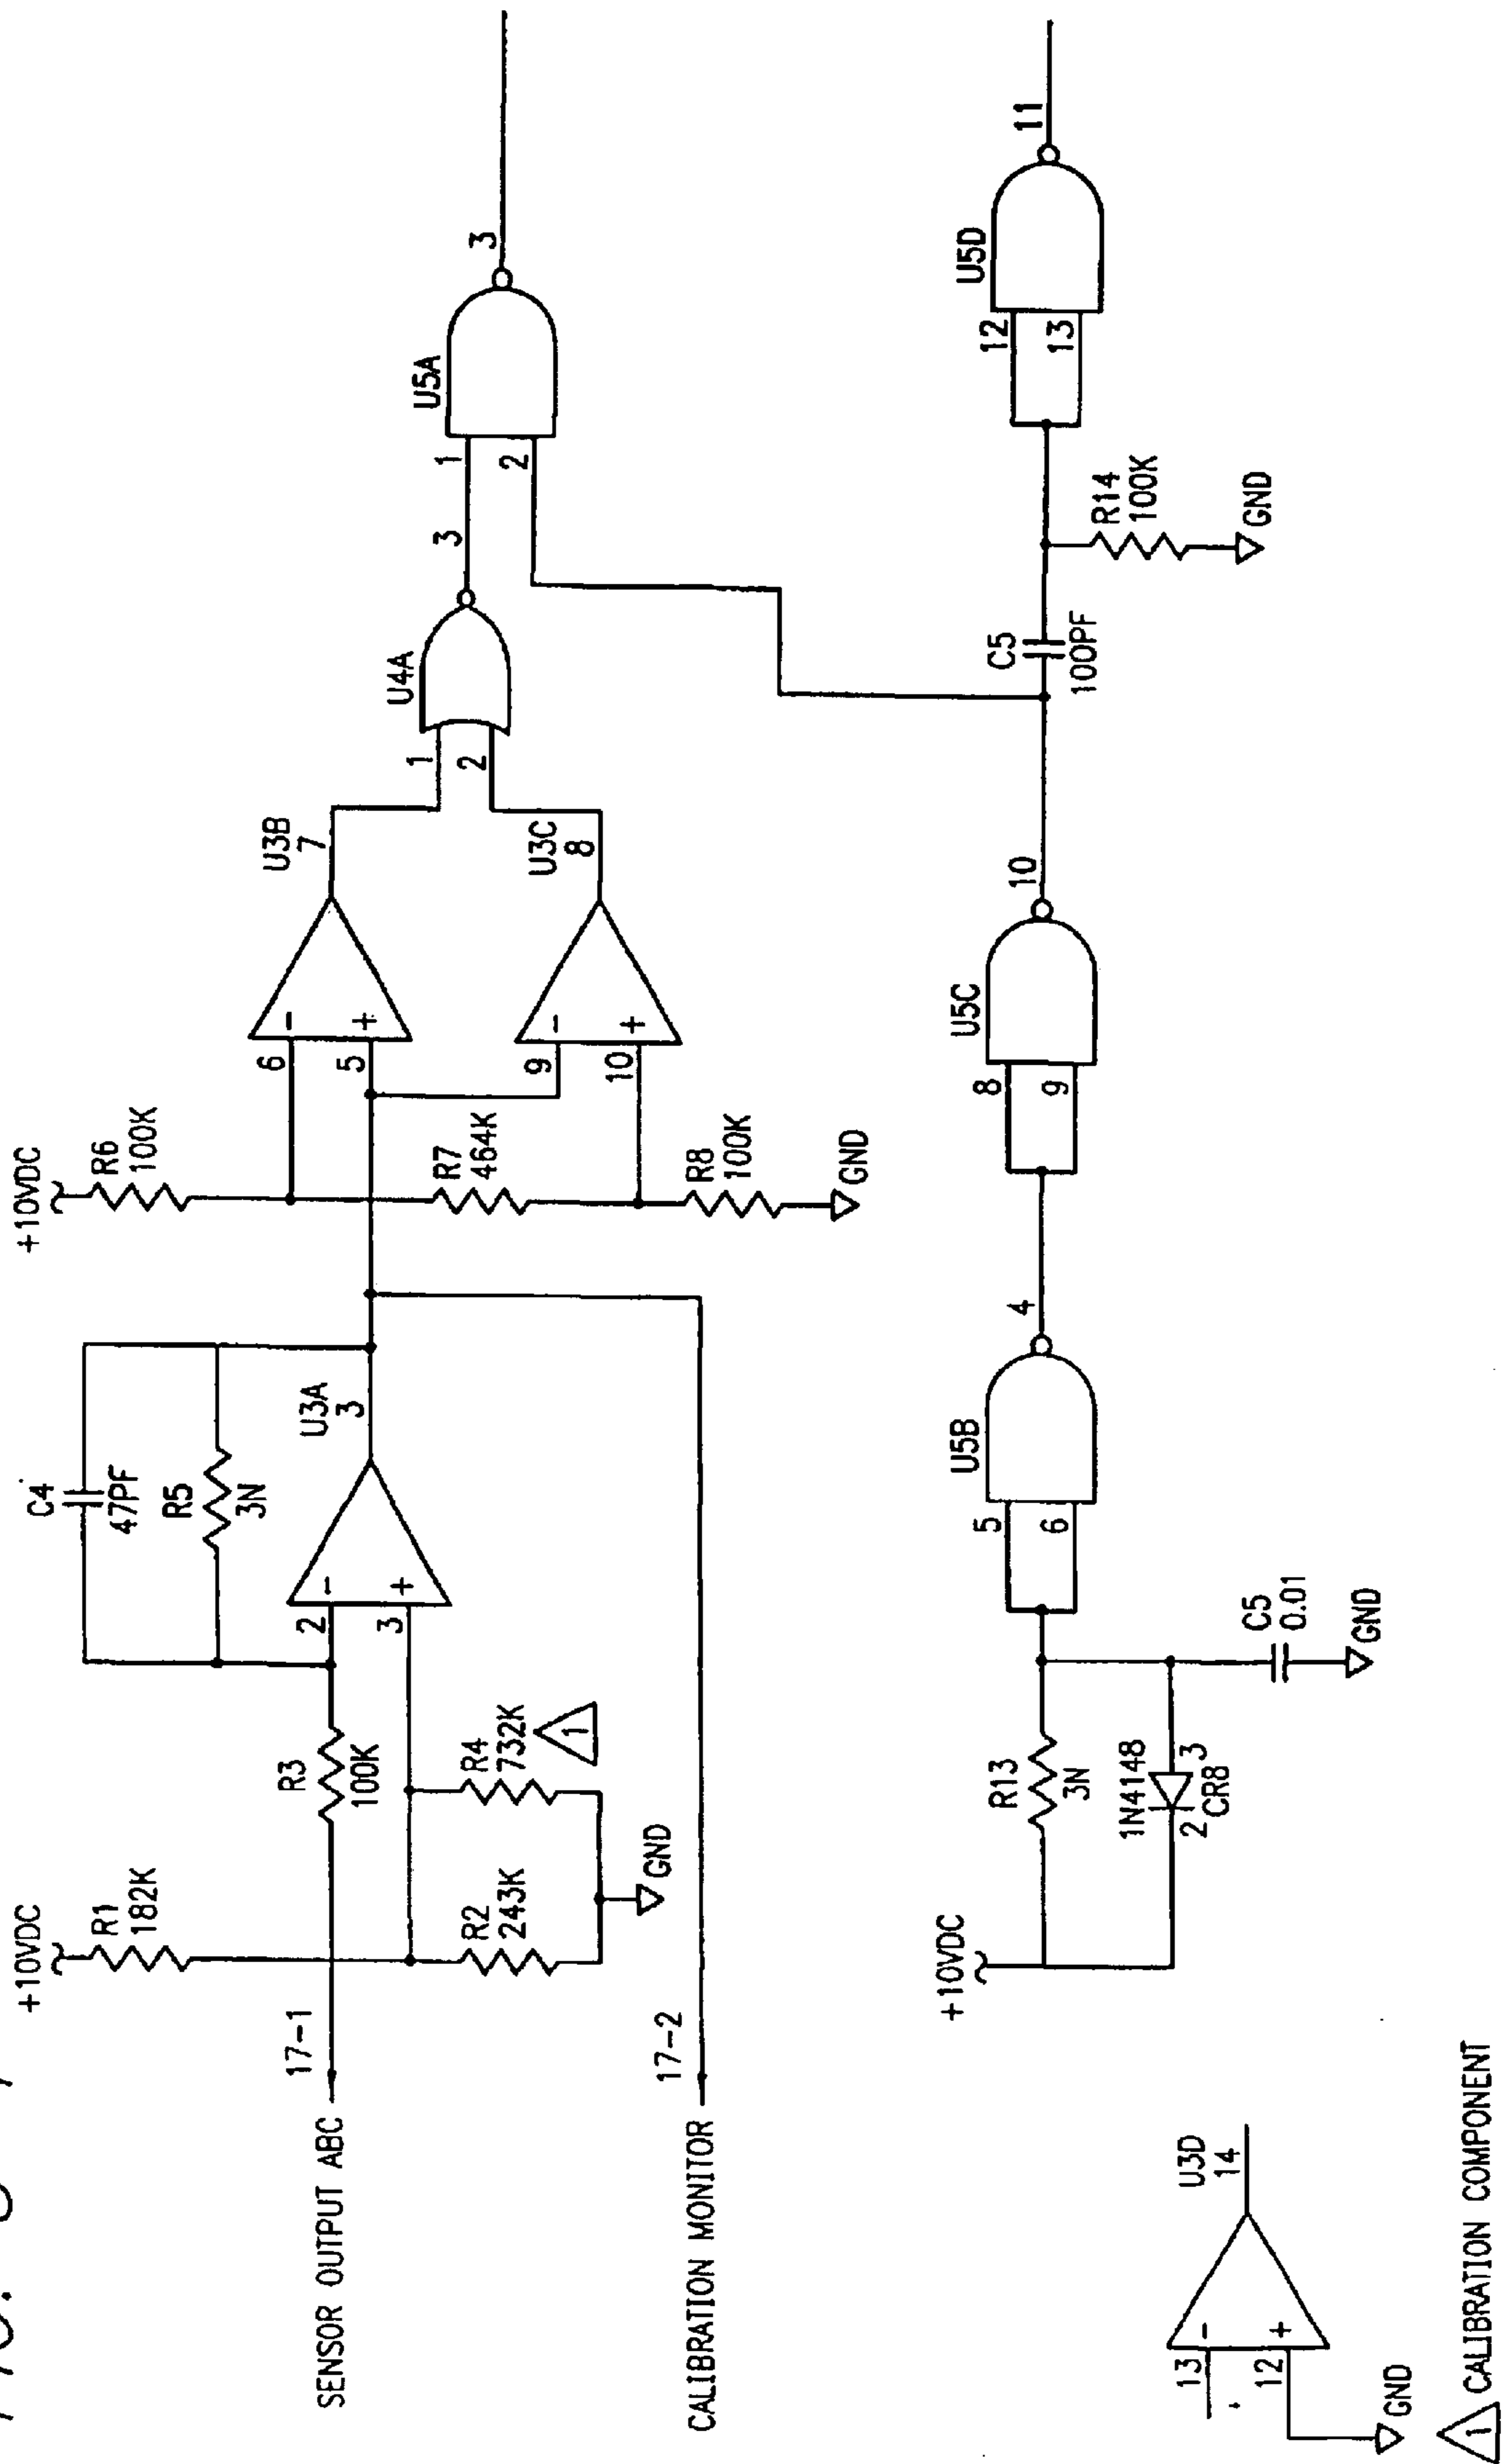 +10VDC
R1
182K
17-1
SENSOR OUTPUT ABC
R3
100K
R2
243K
GND
R4
732K
1
C4
47PF
R5
3N
2
-
3
+
U3A
3
17-2
CALIBRATION MONITOR
+10VDC
R6
100K
R7
464K
R8
100K
GND
6
-
5
+
U3B
7
9
-
10
+
U3C
8
1
2
U4A
3
1
2
U5A
3
13
-
12
+
U3D
14
GND
+10VDC
R13
3N
1N4148
2
3
CR8
C5
0.01
GND
5
6
U5B
4
8
9
U5C
10
C5
100PF
R14
100K
GND
12
13
U5D
11
1
CALIBRATION COMPONENT